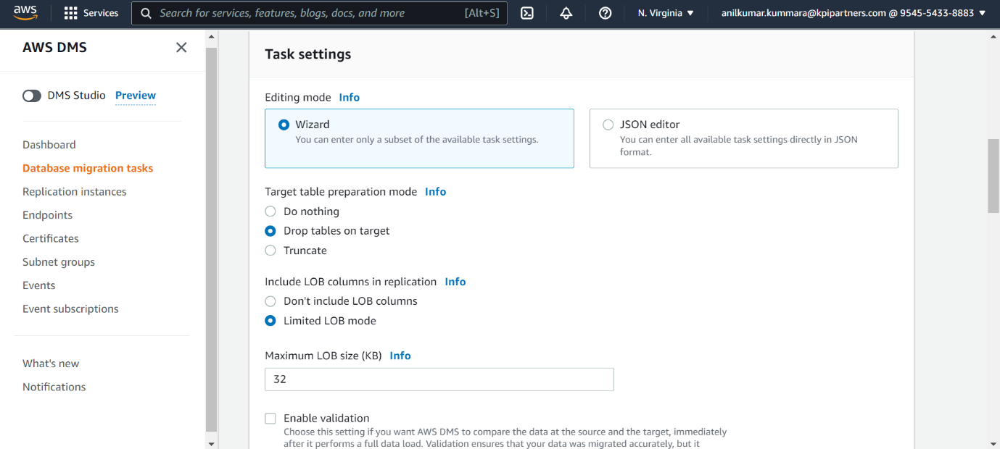 aws
Services
Search for services, features, blogs, docs, and more
[Alt+S]
N. Virginia ▼
anilkumar.kummara@kpipartners.com @ 9545-5433-8883 ▼
AWS DMS
DMS Studio Preview
Dashboard
Database migration tasks
Replication instances
Endpoints
Certificates
Subnet groups
Events
Event subscriptions
What's new
Notifications
Task settings
Editing mode Info
Wizard
You can enter only a subset of the available task settings.
JSON editor
You can enter all available task settings directly in JSON
format.
Target table preparation mode Info
Do nothing
Drop tables on target
Truncate
Include LOB columns in replication Info
Don't include LOB columns
Limited LOB mode
Maximum LOB size (KB) Info
32
Enable validation
Choose this setting if you want AWS DMS to compare the data at the source and the target, immediately
after it performs a full data load. Validation ensures that your data was migrated accurately, but it